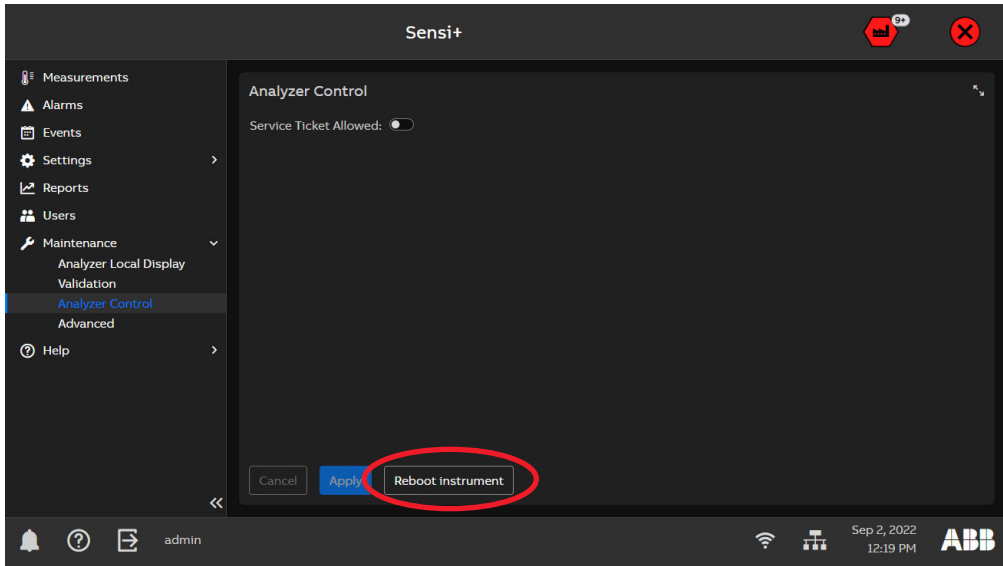 Sensi+
9+
Measurements
Alarms
Events
Settings
Reports
Users
Maintenance
Analyzer Local Display
Validation
Analyzer Control
Advanced
Help
Analyzer Control
Service Ticket Allowed:
Cancel
Apply
Reboot instrument
admin
Sep 2, 2022
12:19 PM
ABB